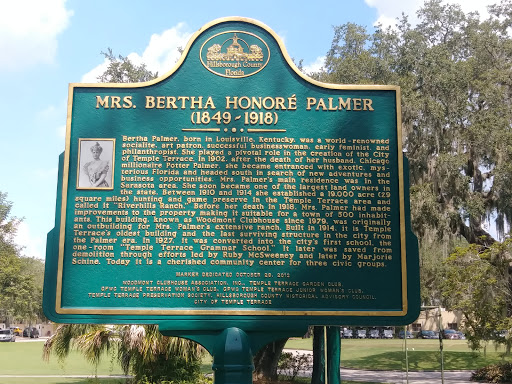 Hillsborough County
Florida
MRS. BERTHA HONORÉ PALMER
(1849-1918)
Bertha Palmer, born in Louisville, Kentucky, was a world-renowned
socialite, art patron, successful businesswoman, early feminist, and
philanthropist. She played a pivotal role in the creation of the City
of Temple Terrace. In 1902, after the death of her husband, Chicago
millionaire Potter Palmer, she became entranced with exotic, mys-
terious Florida and headed south in search of new adventures and
business opportunities. Mrs. Palmer's main residence was in the
Sarasota area. She soon became one of the largest land owners in
the state. Between 1910 and 1914 she established a 19,000 acre (29
square miles) hunting and game preserve in the Temple Terrace area and
called it "Riverhills Ranch." Before her death in 1918, Mrs. Palmer had made
improvements to the property making it suitable for a town of 500 inhabit-
ants. This building, known as Woodmont Clubhouse since 1979, was originally
an outbuilding for Mrs. Palmer's extensive ranch. Built in 1914, it is Temple
Terrace's oldest building and the last surviving structure in the city from
the Palmer era. In 1927, it was converted into the city's first school, the
one-room "Temple Terrace Grammar School." It later was saved from
demolition through efforts led by Ruby McSweeney and later by Marjorie
Schine. Today it is a cherished community center for three civic groups.
MARKER DEDICATED OCTOBER 28, 2012
WOODMONT CLUBHOUSE ASSOCIATION, INC., TEMPLE TERRACE GARDEN CLUB,
GFWC TEMPLE TERRACE WOMAN'S CLUB, GFWC TEMPLE TERRACE JUNIOR WOMAN'S CLUB,
TEMPLE TERRACE PRESERVATION SOCIETY, HILLSBOROUGH COUNTY HISTORICAL ADVISORY COUNCIL,
CITY OF TEMPLE TERRACE